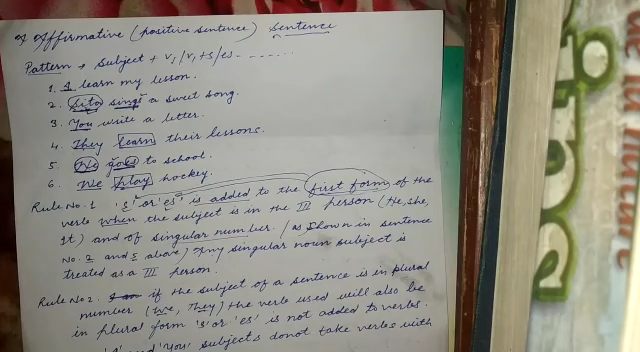 Affirmative (positive sentence) Sentence
Pattern → Subject + V₁/V₁+s/es - - - - - -
1. I learn my lesson.
2. Sita sings a sweet song.
3. You write a letter.
4. They learn their lessons.
5. He goes to school.
6. We play hockey.
Rule No. 1 's' or 'es' is added to the first form of the
verb when the subject is in the III person (He, she,
It) and of singular number. (as shown in sentence
No. 2 and 5 above) Any singular noun subject is
treated as a III person.
Rule No 2. if the subject of a sentence is in plural
number (We, They) the verb used will also be
in plural form 's' or 'es' is not added to verbs.
'I' and 'You' subjects donot take verbs with